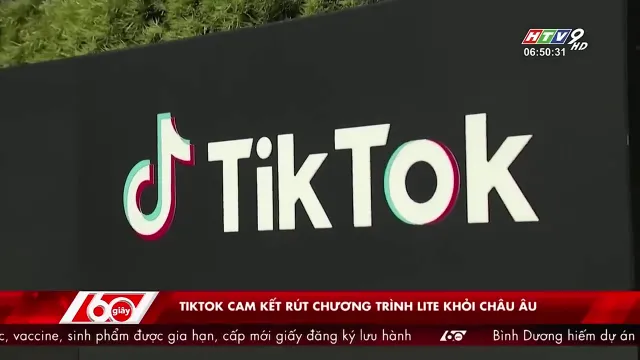 HTV9
HD
06:50:31
TikTok
60 giây
TIKTOK CAM KẾT RÚT CHƯƠNG TRÌNH LITE KHỎI CHÂU ÂU
c, vaccine, sinh phẩm được gia hạn, cấp mới giấy đăng ký lưu hành 60 Bình Dương hiếm dự án